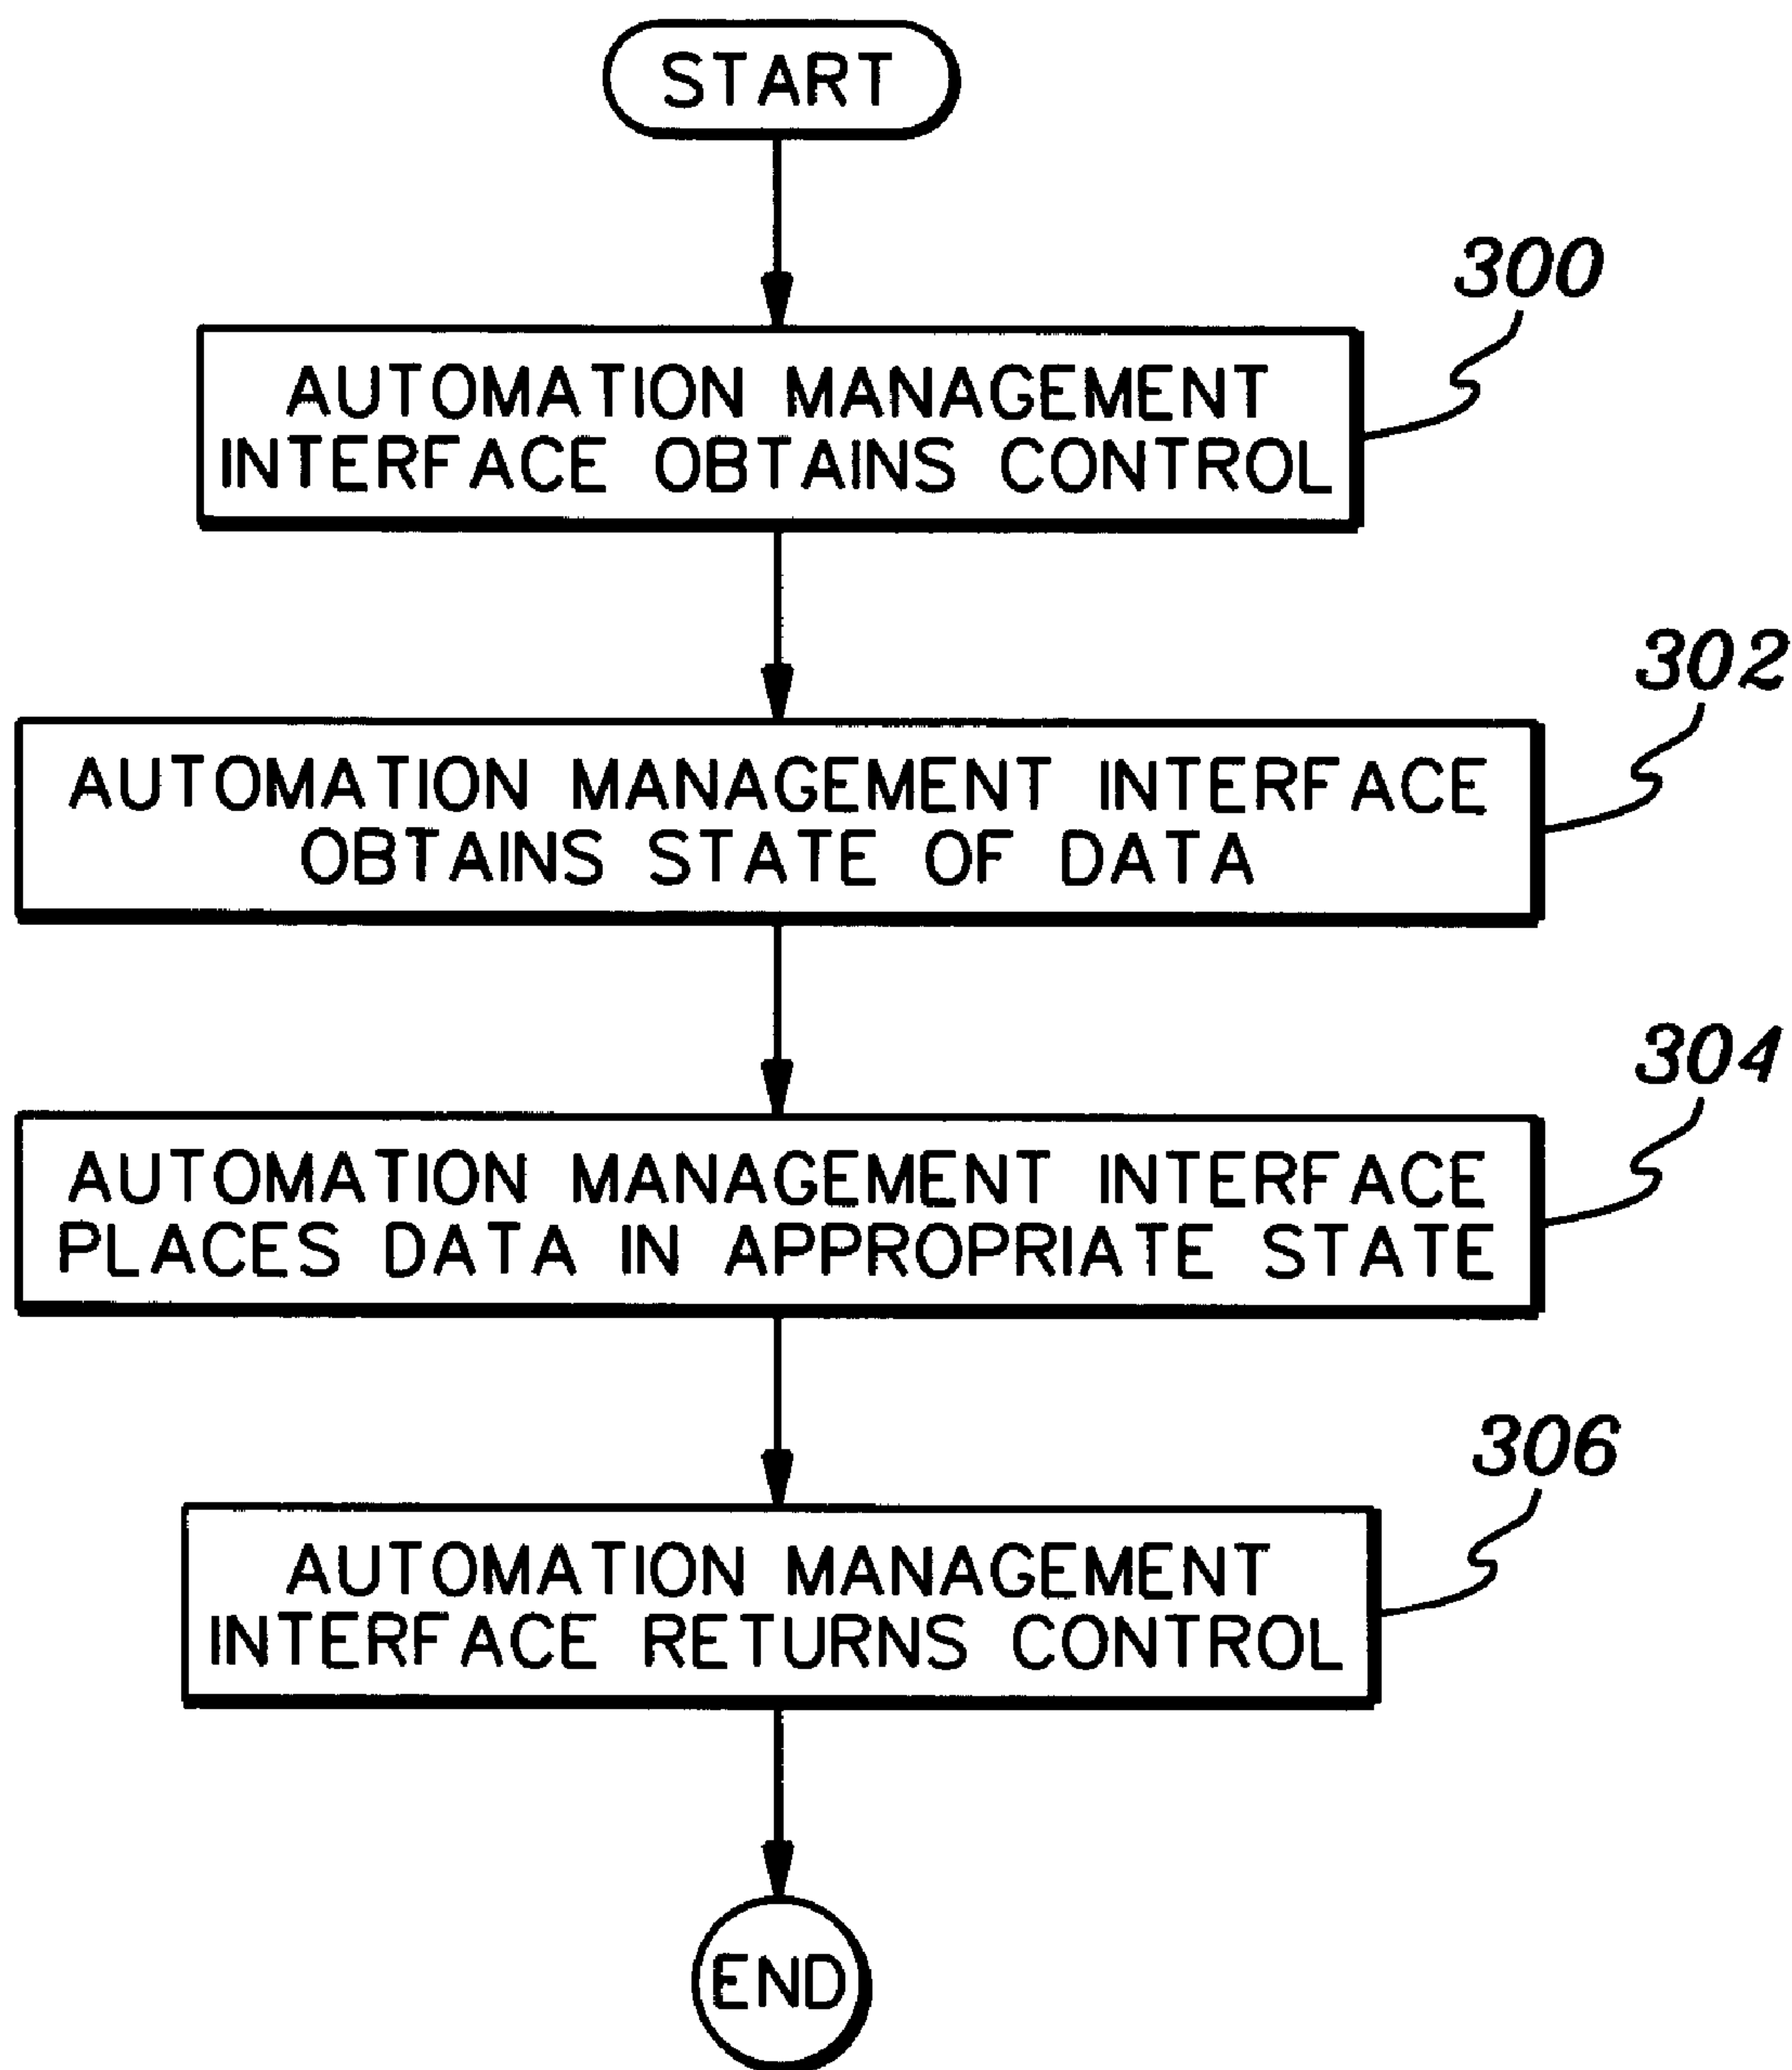 START
300
AUTOMATION MANAGEMENT
INTERFACE OBTAINS CONTROL
302
AUTOMATION MANAGEMENT INTERFACE
OBTAINS STATE OF DATA
304
AUTOMATION MANAGEMENT INTERFACE
PLACES DATA IN APPROPRIATE STATE
306
AUTOMATION MANAGEMENT
INTERFACE RETURNS CONTROL
END